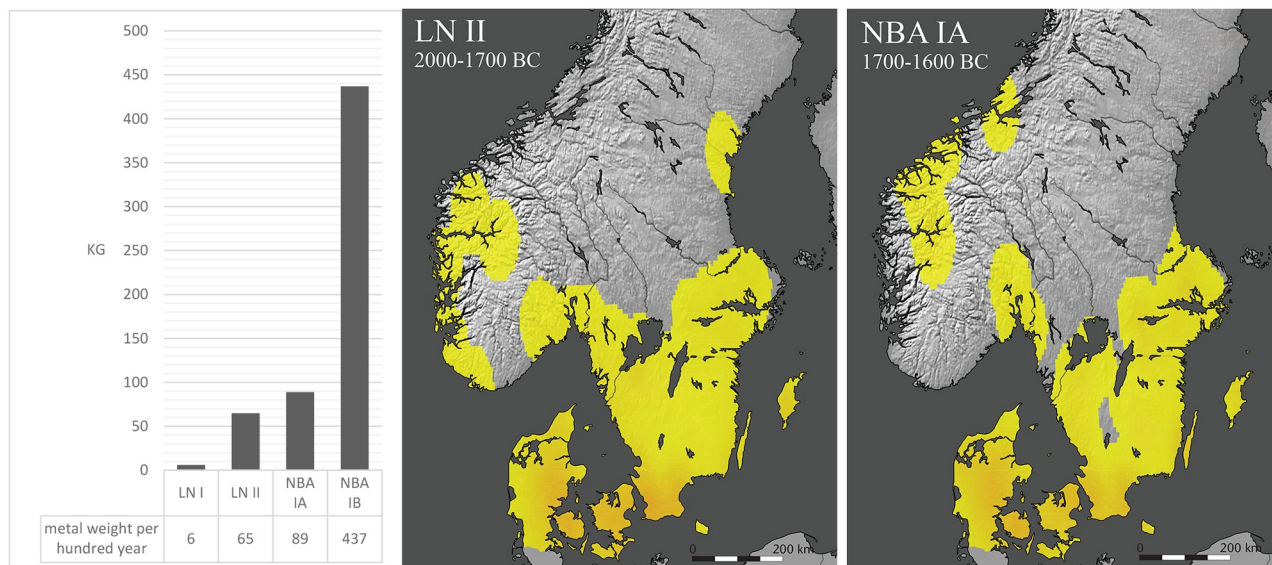 500
450
400
350
300
KG
250
200
150
100
50
0
LN I
LN II
NBA
IA
NBA
IB
metal weight per
hundred year
6
65
89
437
LN II
2000-1700 BC
0
200 km
NBA IA
1700-1600 BC
0
200 km